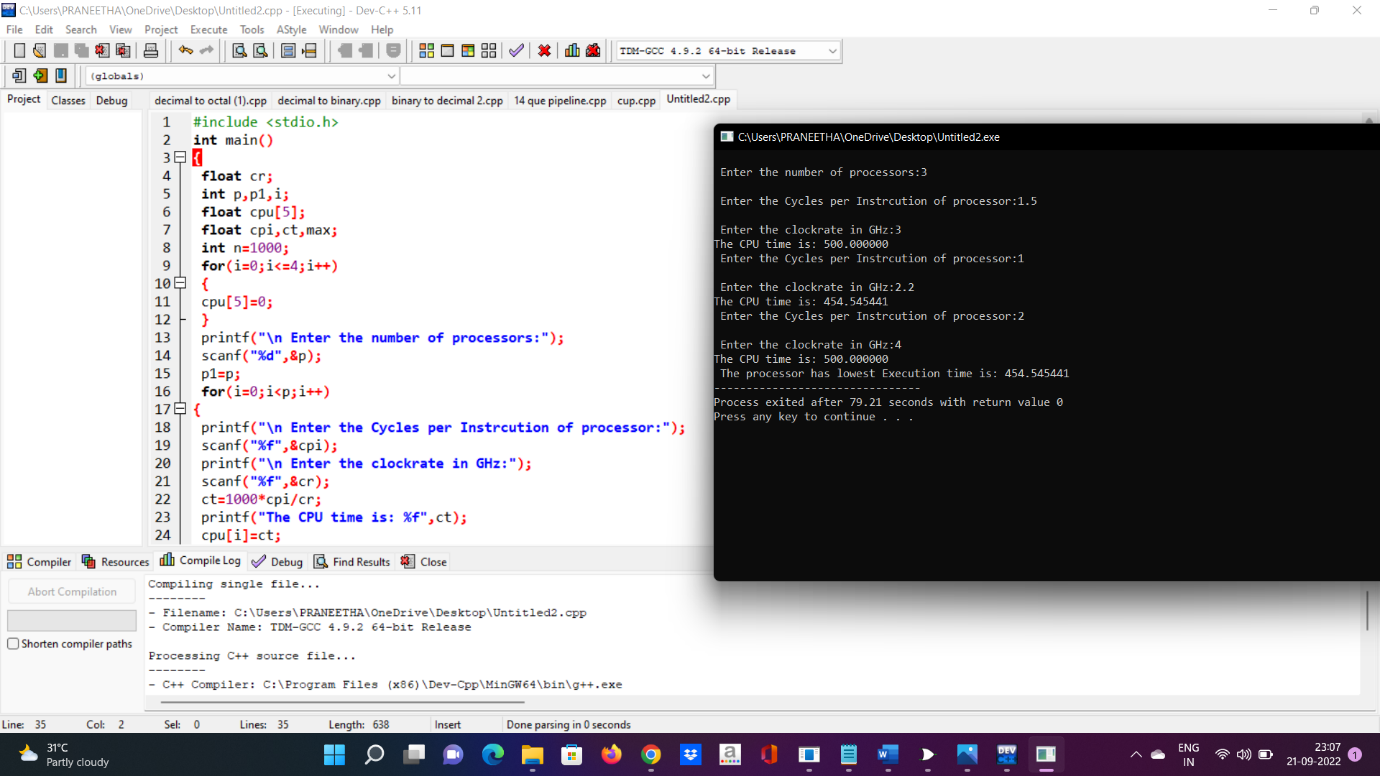 C:\Users\PRANEETHA\OneDrive\Desktop\Untitled2.cpp - [Executing] - Dev-C++ 5.11
File Edit Search View Project Execute Tools AStyle Window Help
TDM-GCC 4.9.2 64-bit Release
(globals)
Project Classes Debug
decimal to octal (1).cpp decimal to binary.cpp binary to decimal 2.cpp 14 que pipeline.cpp cup.cpp Untitled2.cpp
1 #include <stdio.h>
2 int main()
3 {
4 float cr;
5 int p,p1,i;
6 float cpu[5];
7 float cpi,ct,max;
8 int n=1000;
9 for(i=0;i<=4;i++)
10 {
11 cpu[5]=0;
12 }
13 printf("\n Enter the number of processors:");
14 scanf("%d",&p);
15 p1=p;
16 for(i=0;i<p;i++)
17 {
18 printf("\n Enter the Cycles per Instrcution of processor:");
19 scanf("%f",&cpi);
20 printf("\n Enter the clockrate in GHz:");
21 scanf("%f",&cr);
22 ct=1000*cpi/cr;
23 printf("The CPU time is: %f",ct);
24 cpu[i]=ct;
C:\Users\PRANEETHA\OneDrive\Desktop\Untitled2.exe
Enter the number of processors:3
Enter the Cycles per Instrcution of processor:1.5
Enter the clockrate in GHz:3
The CPU time is: 500.000000
Enter the Cycles per Instrcution of processor:1
Enter the clockrate in GHz:2.2
The CPU time is: 454.545441
Enter the Cycles per Instrcution of processor:2
Enter the clockrate in GHz:4
The CPU time is: 500.000000
The processor has lowest Execution time is: 454.545441
--------------------------------
Process exited after 79.21 seconds with return value 0
Press any key to continue . . .
Compiler Resources Compile Log Debug Find Results Close
Abort Compilation
Shorten compiler paths
Compiling single file...
--------
- Filename: C:\Users\PRANEETHA\OneDrive\Desktop\Untitled2.cpp
- Compiler Name: TDM-GCC 4.9.2 64-bit Release
Processing C++ source file...
--------
- C++ Compiler: C:\Program Files (x86)\Dev-Cpp\MinGW64\bin\g++.exe
Line: 35 Col: 2 Sel: 0 Lines: 35 Length: 638 Insert Done parsing in 0 seconds
31°C
Partly cloudy
DEV
ENG
IN
23:07
21-09-2022
1